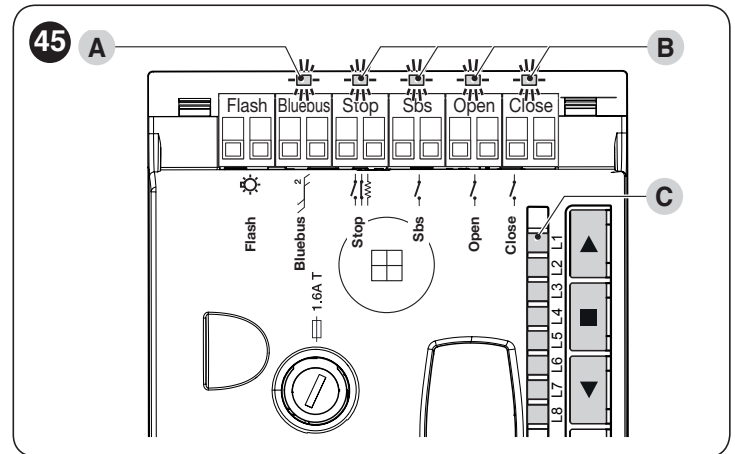 45
A
B
Flash Bluebus Stop Sbs Open Close
2
Flash
Bluebus
Stop
Sbs
Open
Close
C
1.6A T
L1
L2
L3
L4
L5
L6
L7
L8